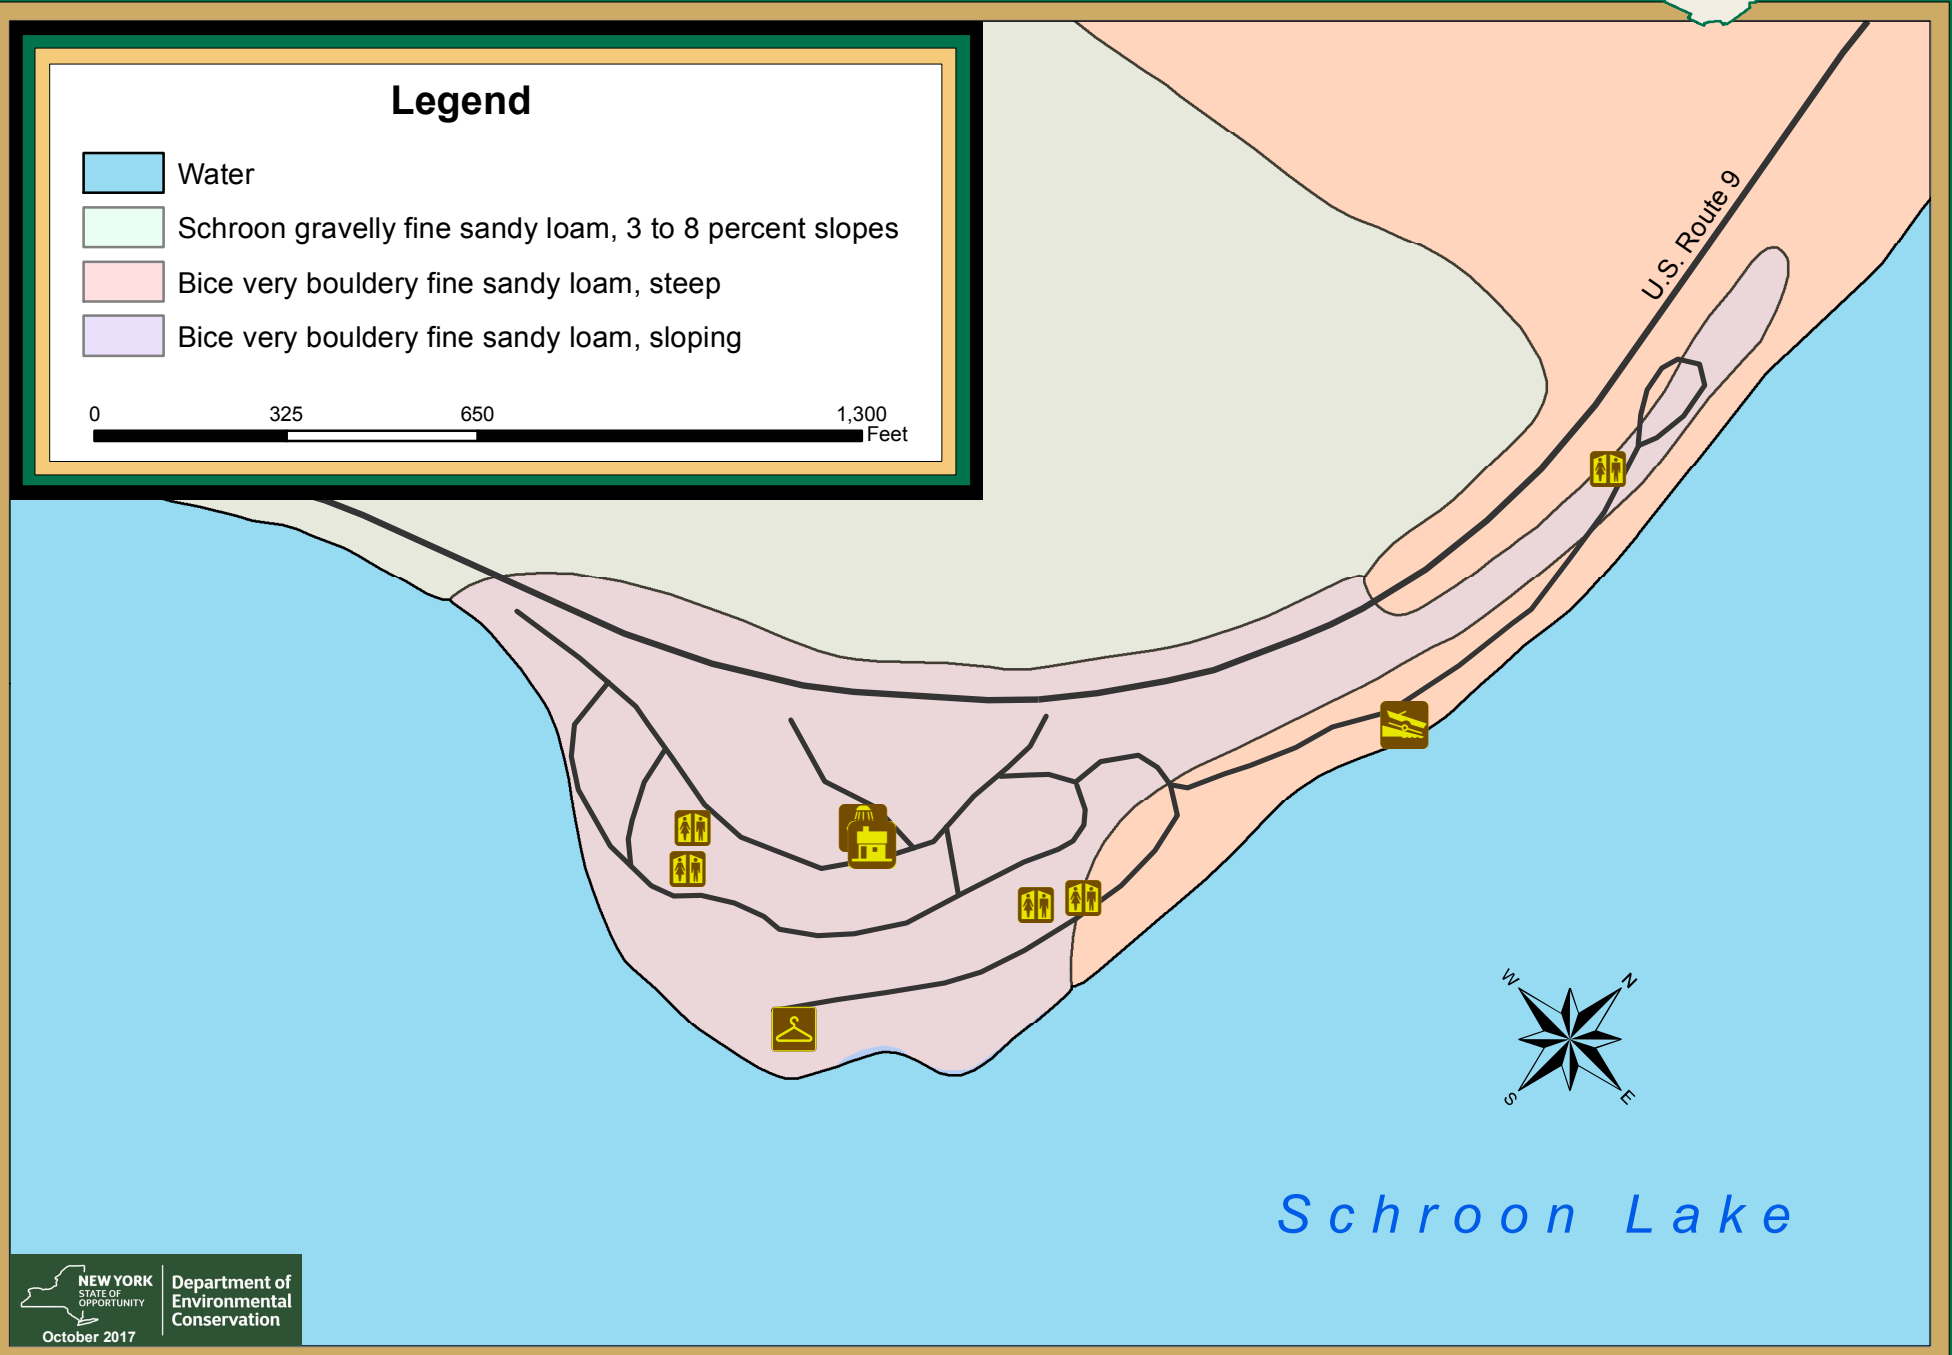 Legend
Water
Schroon gravelly fine sandy loam, 3 to 8 percent slopes
Bice very bouldery fine sandy loam, steep
Bice very bouldery fine sandy loam, sloping
0 325 650 1,300
Feet
U.S. Route 9
W N
S E
Schroon Lake
NEW YORK
STATE OF
OPPORTUNITY
Department of
Environmental
Conservation
October 2017